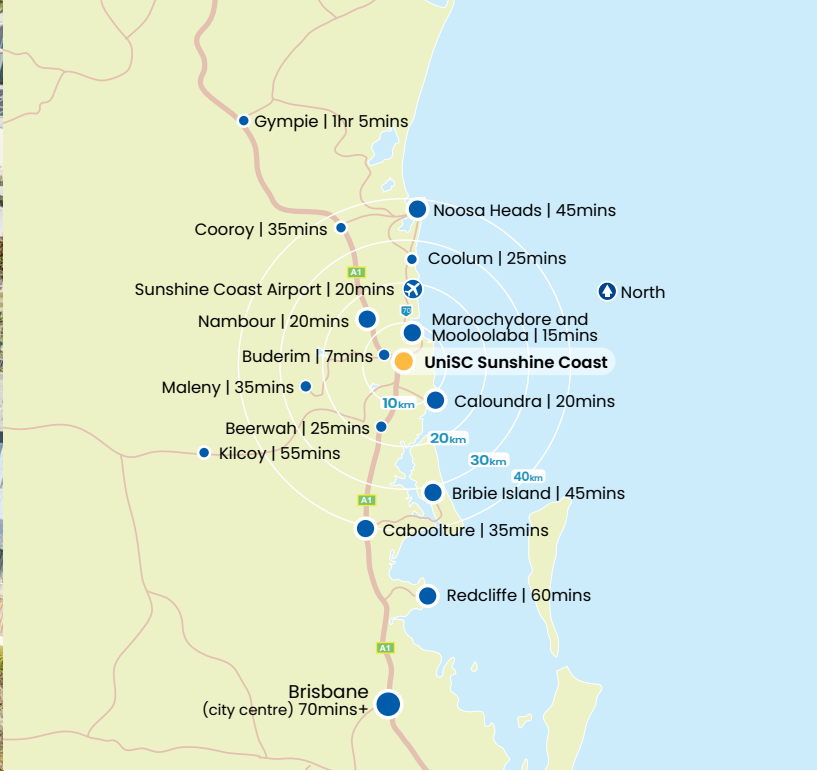 Gympie | 1hr 5mins
Noosa Heads | 45mins
Cooroy | 35mins
Coolum | 25mins
A1
Sunshine Coast Airport | 20mins
North
70
Nambour | 20mins
Maroochydore and
Mooloolaba | 15mins
Buderim | 7mins
UniSC Sunshine Coast
Maleny | 35mins
10km
Caloundra | 20mins
Beerwah | 25mins
20km
Kilcoy | 55mins
30km
40km
Bribie Island | 45mins
A1
Caboolture | 35mins
Redcliffe | 60mins
A1
Brisbane
(city centre) 70mins+